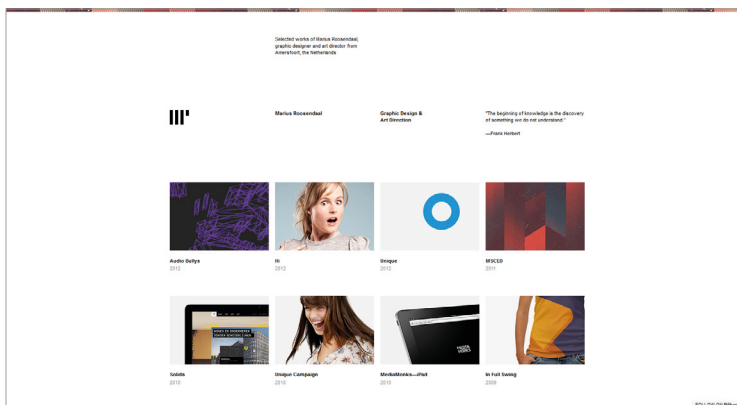 Selected works of Marius Roosendaal,
graphic designer and art director from
Amersfoort, the Netherlands
Marius Roosendaal
Graphic Design &
Art Direction
"The beginning of knowledge is the discovery
of something we do not understand."
—Frank Herbert
Audio Bullys
2012
Hi
2012
Unique
2012
MSCED
2011
Solids
2010
Unique Campaign
2010
MediaMonks—iPad
2010
In Full Swing
2009
FOLLOW ON